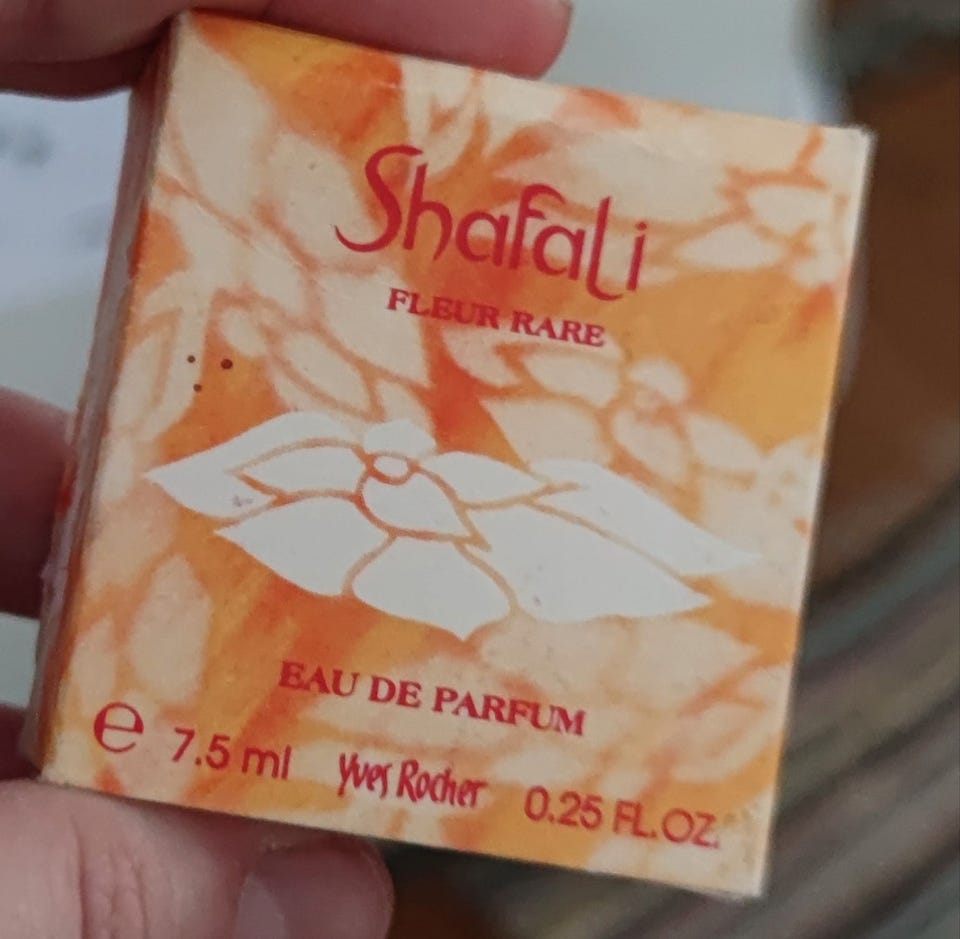 Shafali
FLEUR RARE
EAU DE PARFUM
℮ 7.5 ml Yves Rocher 0.25 FL.OZ.